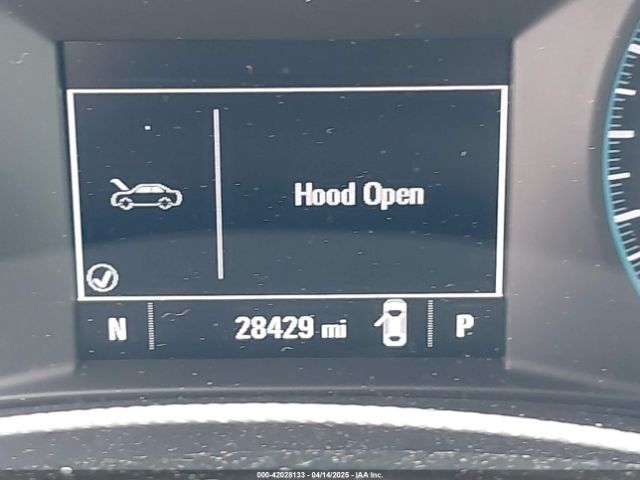 Hood Open
N 28429 mi P
000-42028133 - 04/14/2025 - IAA Inc.